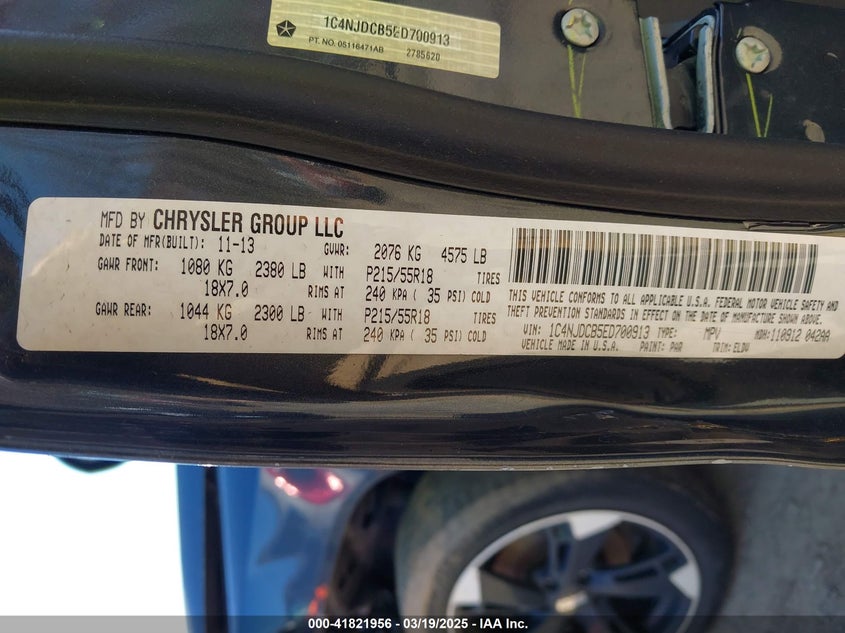 1C4NJDCB5ED700913
PT. NO. 05116471AB 2785620
MFD BY CHRYSLER GROUP LLC
DATE OF MFR(BUILT): 11-13 GVWR: 2076 KG 4575 LB
GAWR FRONT: 1080 KG 2380 LB WITH P215/55R18 TIRES
18X7.0 RIMS AT 240 KPA ( 35 PSI) COLD
GAWR REAR: 1044 KG 2300 LB WITH P215/55R18 TIRES
18X7.0 RIMS AT 240 KPA ( 35 PSI) COLD
THIS VEHICLE CONFORMS TO ALL APPLICABLE U.S.A. FEDERAL MOTOR VEHICLE SAFETY AND
THEFT PREVENTION STANDARDS IN EFFECT ON THE DATE OF MANUFACTURE SHOWN ABOVE.
VIN: 1C4NJDCB5ED700913 TYPE: MPV MDH: 110912 042AA
VEHICLE MADE IN U.S.A. PAINT: PAR TRIM: ELDV
000-41821956 — 03/19/2025 — IAA Inc.